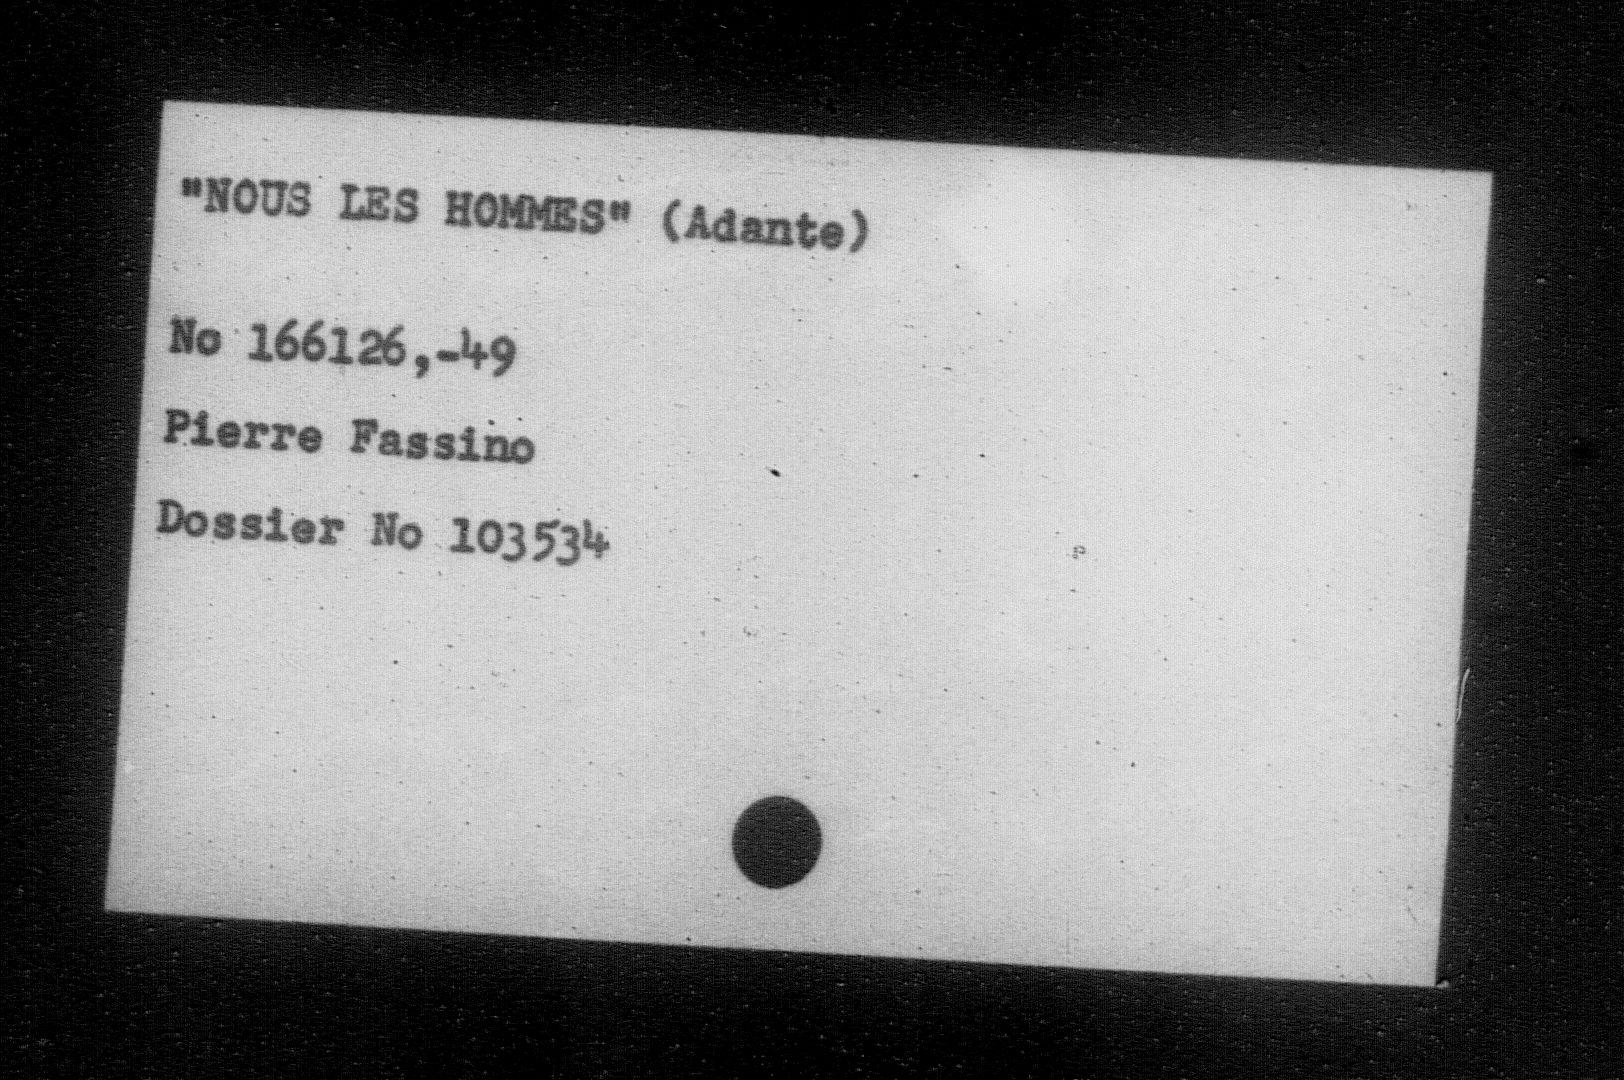 "NOUS LES HOMMES" (Adante)
No 166126,-49
Pierre Fassino
Dossier No 103534